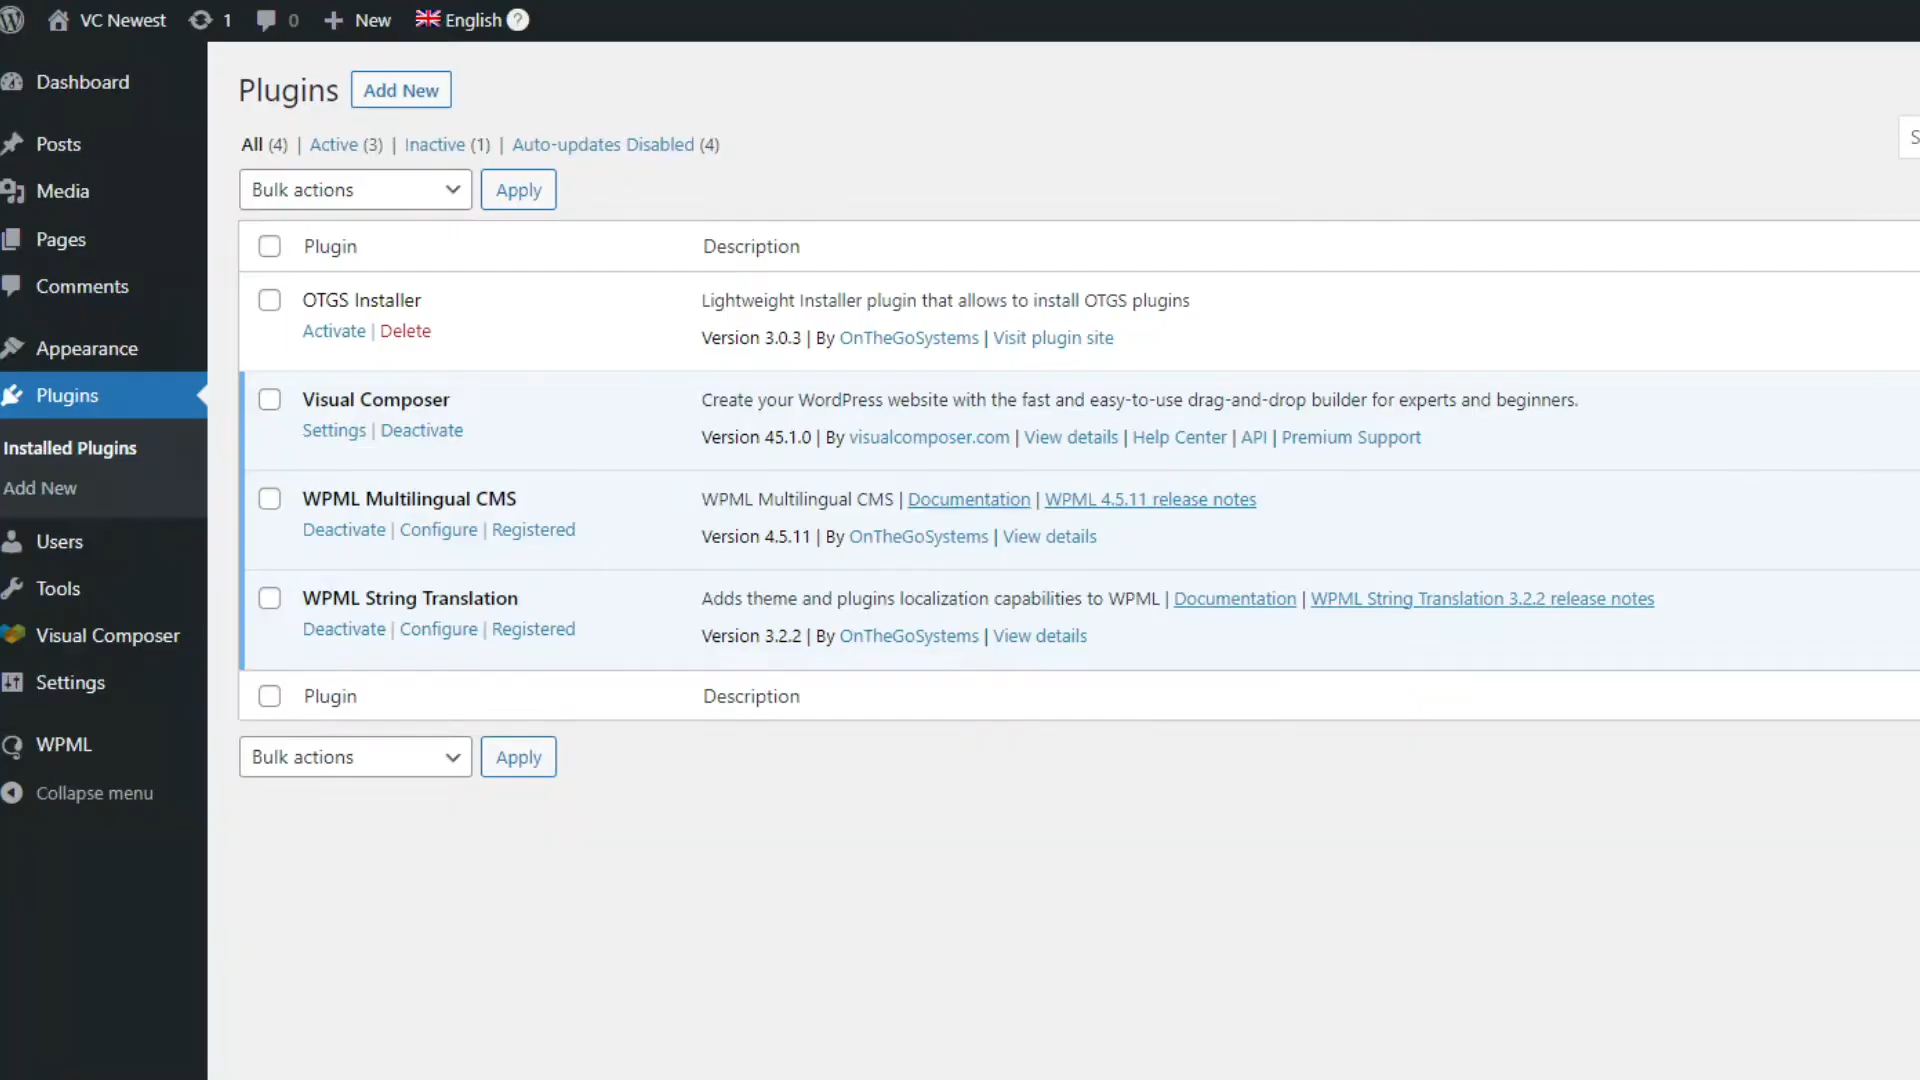 VC Newest 1 0 New English ?
Dashboard
Posts
Media
Pages
Comments
Appearance
Plugins
Installed Plugins
Add New
Users
Tools
Visual Composer
Settings
WPML
Collapse menu
Plugins Add New
All (4) | Active (3) | Inactive (1) | Auto-updates Disabled (4)
S
Bulk actions Apply
Plugin Description
OTGS Installer Lightweight Installer plugin that allows to install OTGS plugins
Activate | Delete Version 3.0.3 | By OnTheGoSystems | Visit plugin site
Visual Composer Create your WordPress website with the fast and easy-to-use drag-and-drop builder for experts and beginners.
Settings | Deactivate Version 45.1.0 | By visualcomposer.com | View details | Help Center | API | Premium Support
WPML Multilingual CMS WPML Multilingual CMS | Documentation | WPML 4.5.11 release notes
Deactivate | Configure | Registered Version 4.5.11 | By OnTheGoSystems | View details
WPML String Translation Adds theme and plugins localization capabilities to WPML | Documentation | WPML String Translation 3.2.2 release notes
Deactivate | Configure | Registered Version 3.2.2 | By OnTheGoSystems | View details
Plugin Description
Bulk actions Apply